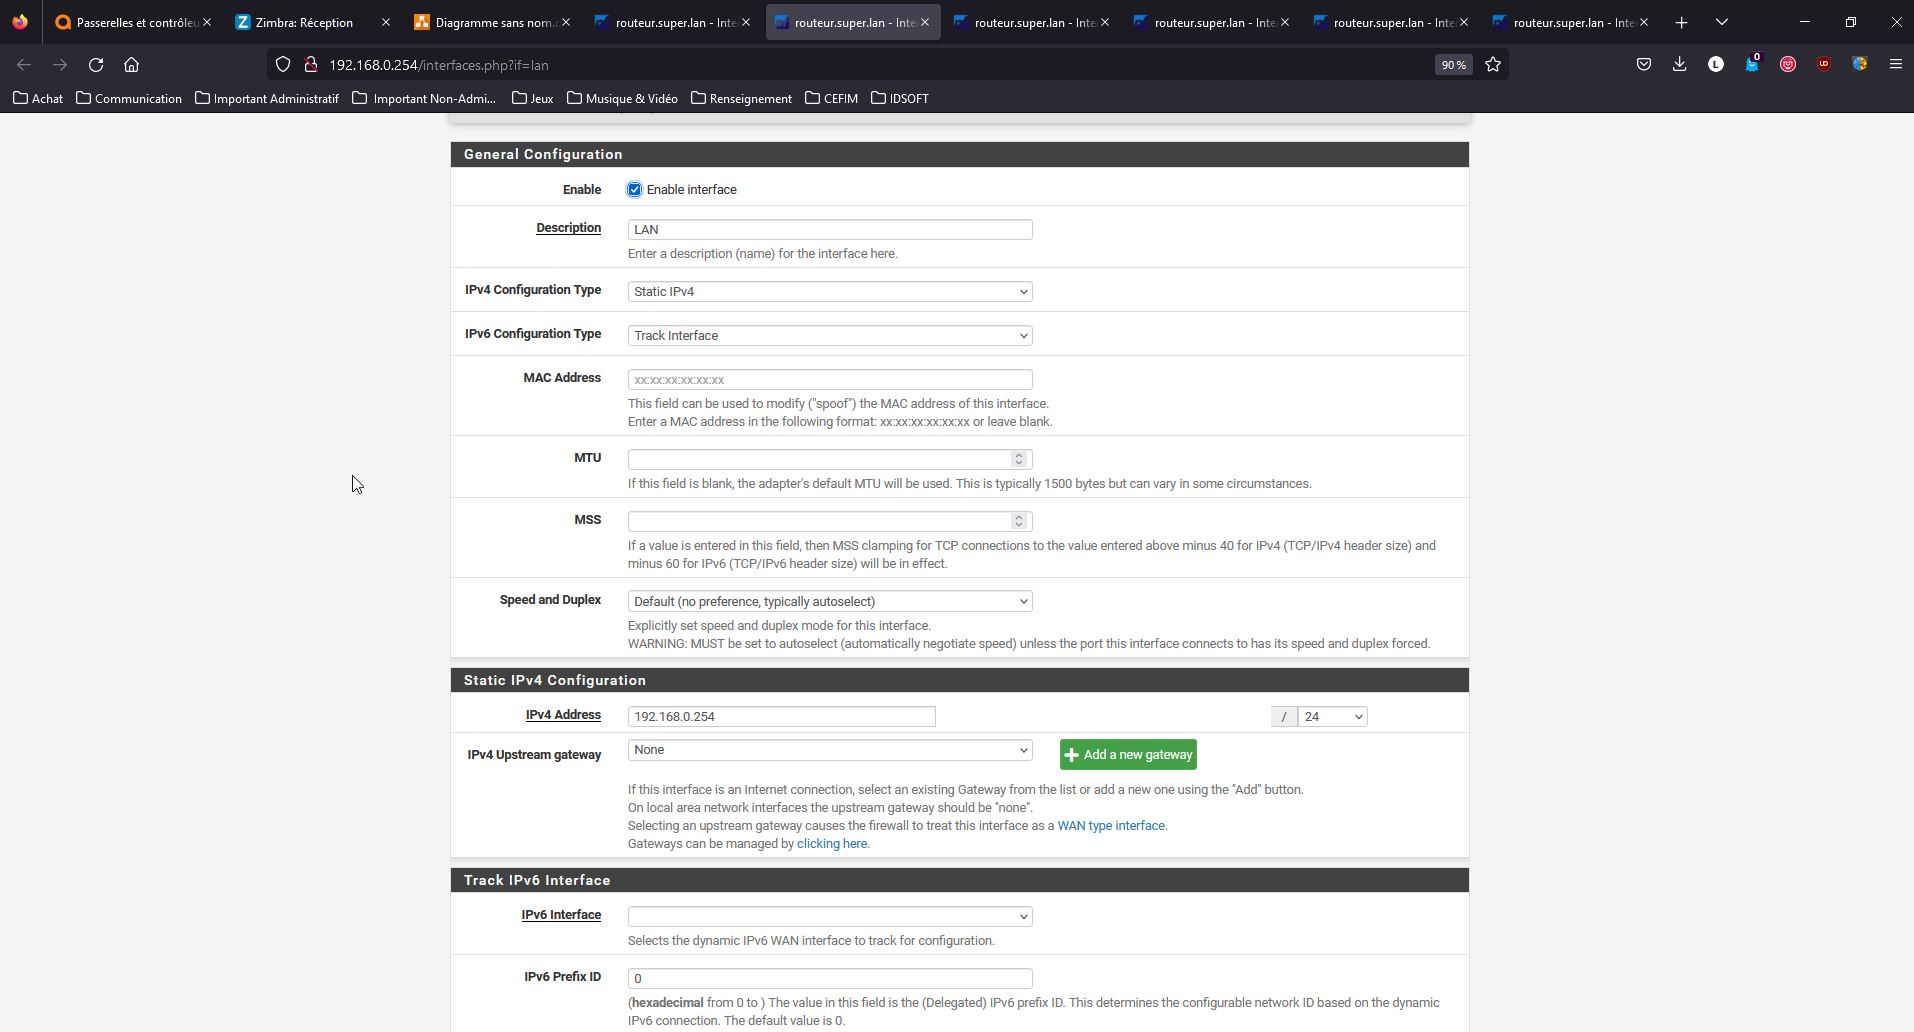 Passerelles et contrôleu
Zimbra: Réception
Diagramme sans nom.
routeur.super.lan - Inte
routeur.super.lan - Inte
routeur.super.lan - Inte
routeur.super.lan - Inte
routeur.super.lan - Inte
routeur.super.lan - Inte
192.168.0.254/interfaces.php?if=lan
90 %
L
0
Achat
Communication
Important Administratif
Important Non-Admi...
Jeux
Musique & Vidéo
Renseignement
CEFIM
IDSOFT
General Configuration
Enable
Enable interface
Description
LAN
Enter a description (name) for the interface here.
IPv4 Configuration Type
Static IPv4
IPv6 Configuration Type
Track Interface
MAC Address
xx:xx:xx:xx:xx:xx
This field can be used to modify ("spoof") the MAC address of this interface.
Enter a MAC address in the following format: xx:xx:xx:xx:xx:xx or leave blank.
MTU
If this field is blank, the adapter's default MTU will be used. This is typically 1500 bytes but can vary in some circumstances.
MSS
If a value is entered in this field, then MSS clamping for TCP connections to the value entered above minus 40 for IPv4 (TCP/IPv4 header size) and
minus 60 for IPv6 (TCP/IPv6 header size) will be in effect.
Speed and Duplex
Default (no preference, typically autoselect)
Explicitly set speed and duplex mode for this interface.
WARNING: MUST be set to autoselect (automatically negotiate speed) unless the port this interface connects to has its speed and duplex forced.
Static IPv4 Configuration
IPv4 Address
192.168.0.254
/
24
IPv4 Upstream gateway
None
Add a new gateway
If this interface is an Internet connection, select an existing Gateway from the list or add a new one using the "Add" button.
On local area network interfaces the upstream gateway should be "none".
Selecting an upstream gateway causes the firewall to treat this interface as a WAN type interface.
Gateways can be managed by clicking here.
Track IPv6 Interface
IPv6 Interface
Selects the dynamic IPv6 WAN interface to track for configuration.
IPv6 Prefix ID
0
(hexadecimal from 0 to ) The value in this field is the (Delegated) IPv6 prefix ID. This determines the configurable network ID based on the dynamic
IPv6 connection. The default value is 0.